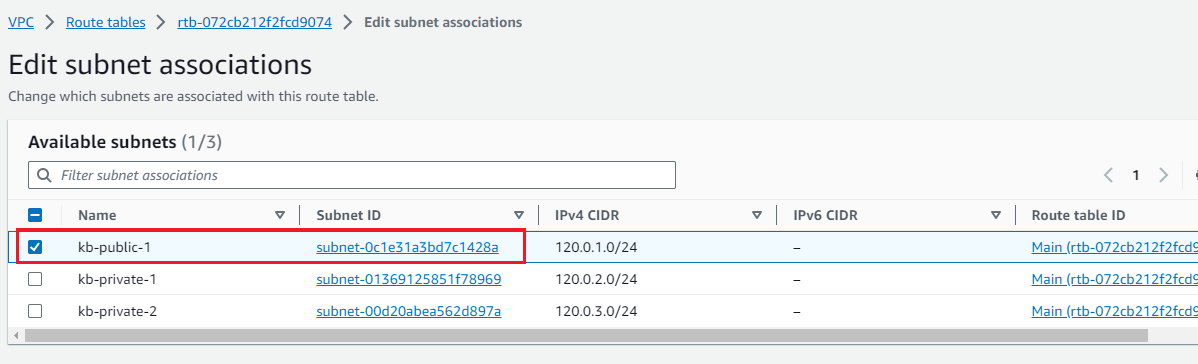 VPC > Route tables > rtb-072cb212f2fcd9074 > Edit subnet associations
Edit subnet associations
Change which subnets are associated with this route table.
Available subnets (1/3)
Filter subnet associations
1
Name Subnet ID IPv4 CIDR IPv6 CIDR Route table ID
kb-public-1 subnet-0c1e31a3bd7c1428a 120.0.1.0/24 – Main (rtb-072cb212f2fcd9
kb-private-1 subnet-01369125851f78969 120.0.2.0/24 – Main (rtb-072cb212f2fcd9
kb-private-2 subnet-00d20abea562d897a 120.0.3.0/24 – Main (rtb-072cb212f2fcd9